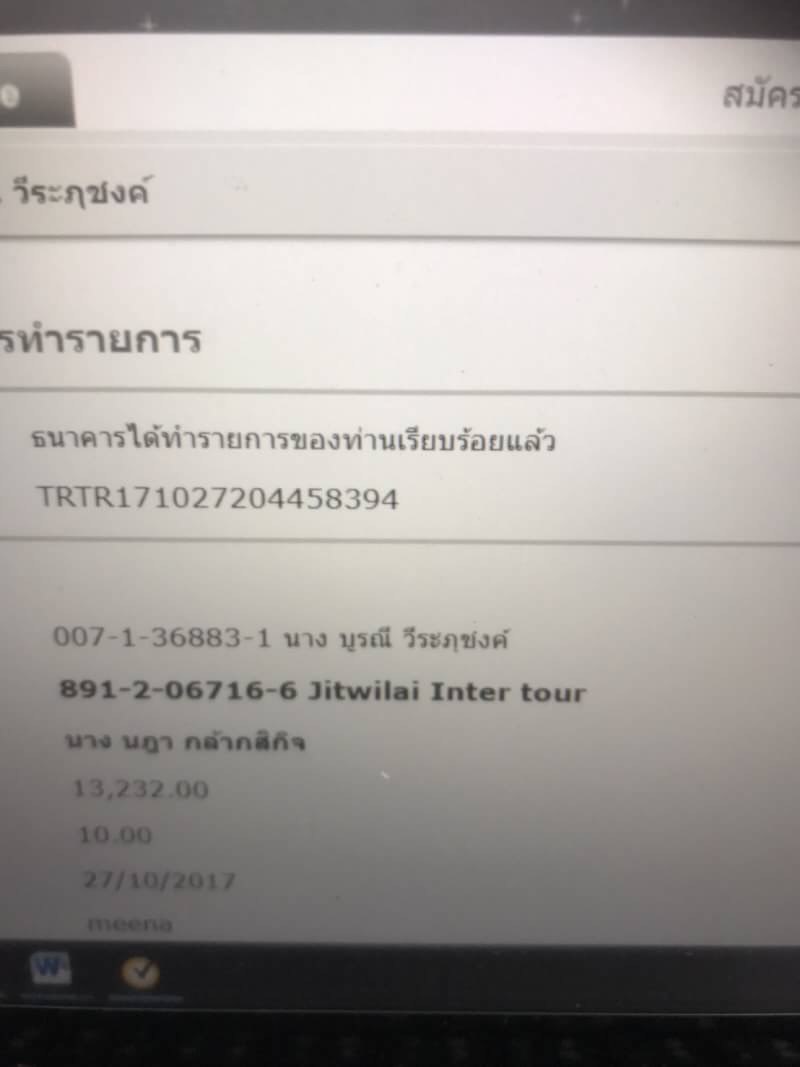 สมัคร
วีระภุชงค์
รทำรายการ
ธนาคารได้ทำรายการของท่านเรียบร้อยแล้ว
TRTR171027204458394
007-1-36883-1 นาง บูรณี วีระภุชงค์
891-2-06716-6 Jitwilai Inter tour
นาง นฎา กล้ากสิกิจ
13,232.00
10.00
27/10/2017
meena
W